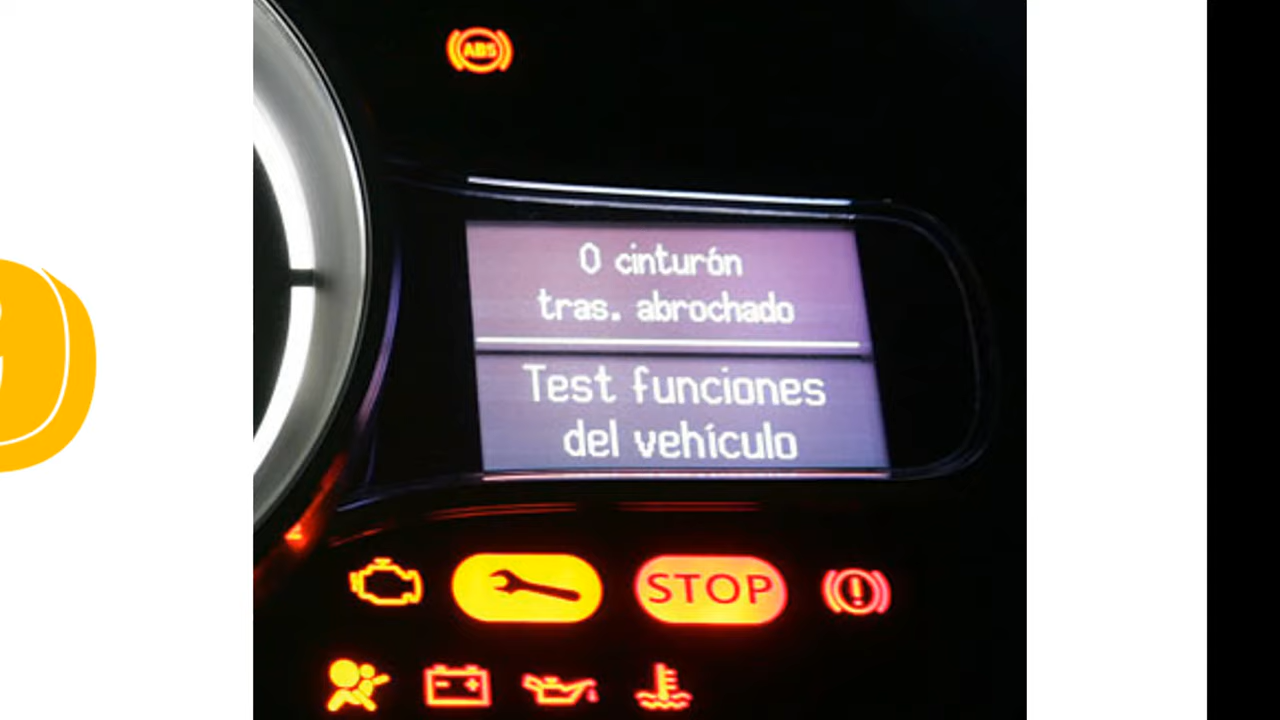 ABS
0 cinturón
tras. abrochado
Test funciones
del vehículo
STOP